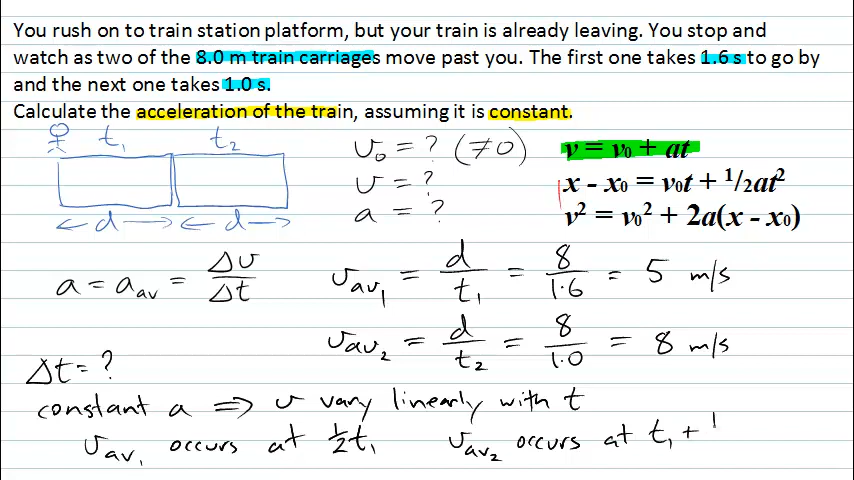 You rush on to train station platform, but your train is already leaving. You stop and
watch as two of the 8.0 m train carriages move past you. The first one takes 1.6 s to go by
and the next one takes 1.0 s.
Calculate the acceleration of the train, assuming it is constant.
t₁ t₂
d d
v₀ = ? (≠0)
v = ?
a = ?
v = v₀ + at
x - x₀ = v₀t + ¹/₂at²
v² = v₀² + 2a(x - x₀)
a = a_av = Δv/Δt
v_av₁ = d/t₁ = 8/1.6 = 5 m/s
v_av₂ = d/t₂ = 8/1.0 = 8 m/s
Δt = ?
constant a ⇒ v vary linearly with t
v_av₁ occurs at ½t₁ v_av₂ occurs at t₁ +